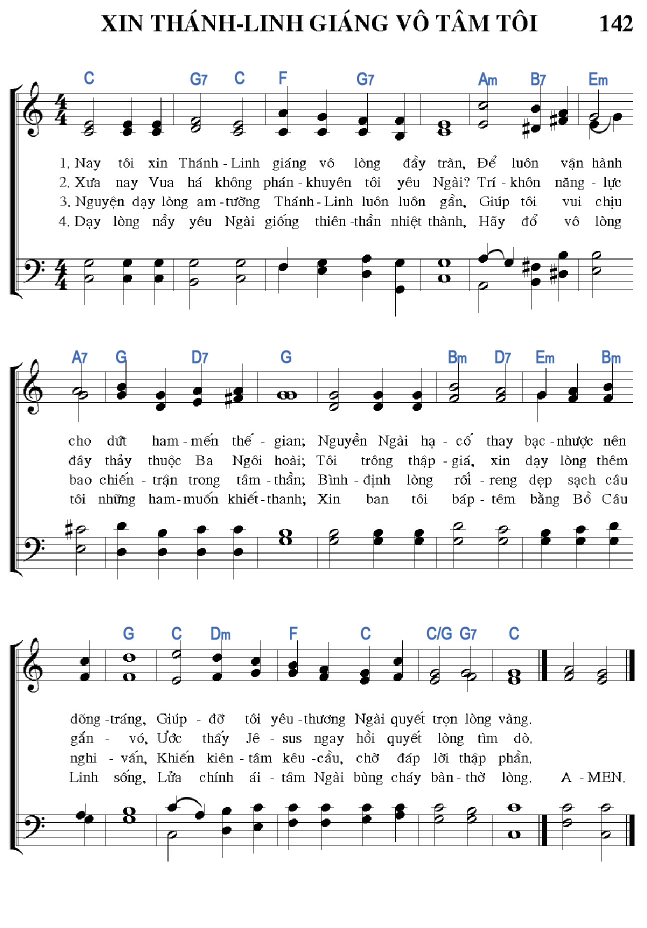 XIN THÁNH-LINH GIÁNG VÔ TÂM TÔI 142
C G7 C F G7 Am B7 Em
1. Nay tôi xin Thánh-Linh giáng vô lòng đầy tràn, Để luôn vận hành
2. Xưa nay Vua há không phán-khuyên tôi yêu Ngài? Trí-khôn năng-lực
3. Nguyện dạy lòng am-tường Thánh-Linh luôn luôn gần, Giúp tôi vui chịu
4. Dạy lòng nầy yêu Ngài giống thiên-thần nhiệt thành, Hãy đổ vô lòng
A7 G D7 G Bm D7 Em Bm
cho dứt ham-mến thế-gian; Nguyền Ngài hạ-cố thay bạc-nhược nên
đây thảy thuộc Ba Ngôi hoài; Tôi trông thập-giá, xin dạy lòng thêm
bao chiến-trận trong tâm-thần; Bình-định lòng rối-reng dẹp sạch câu
tôi những ham-muốn khiết-thanh; Xin ban tôi báp-têm bằng Bồ Câu
G C Dm F C C/G G7 C
dõng-tráng, Giúp-đỡ tôi yêu-thương Ngài quyết trọn lòng vàng.
gắn-vó, Ước thấy Jê-sus ngay hồi quyết lòng tìm dò.
nghi-vấn, Khiến kiên-tâm kêu-cầu, chờ đáp lời thập phần.
Linh sống, Lửa chính ái-tâm Ngài bùng cháy bàn-thờ lòng. A-MEN.